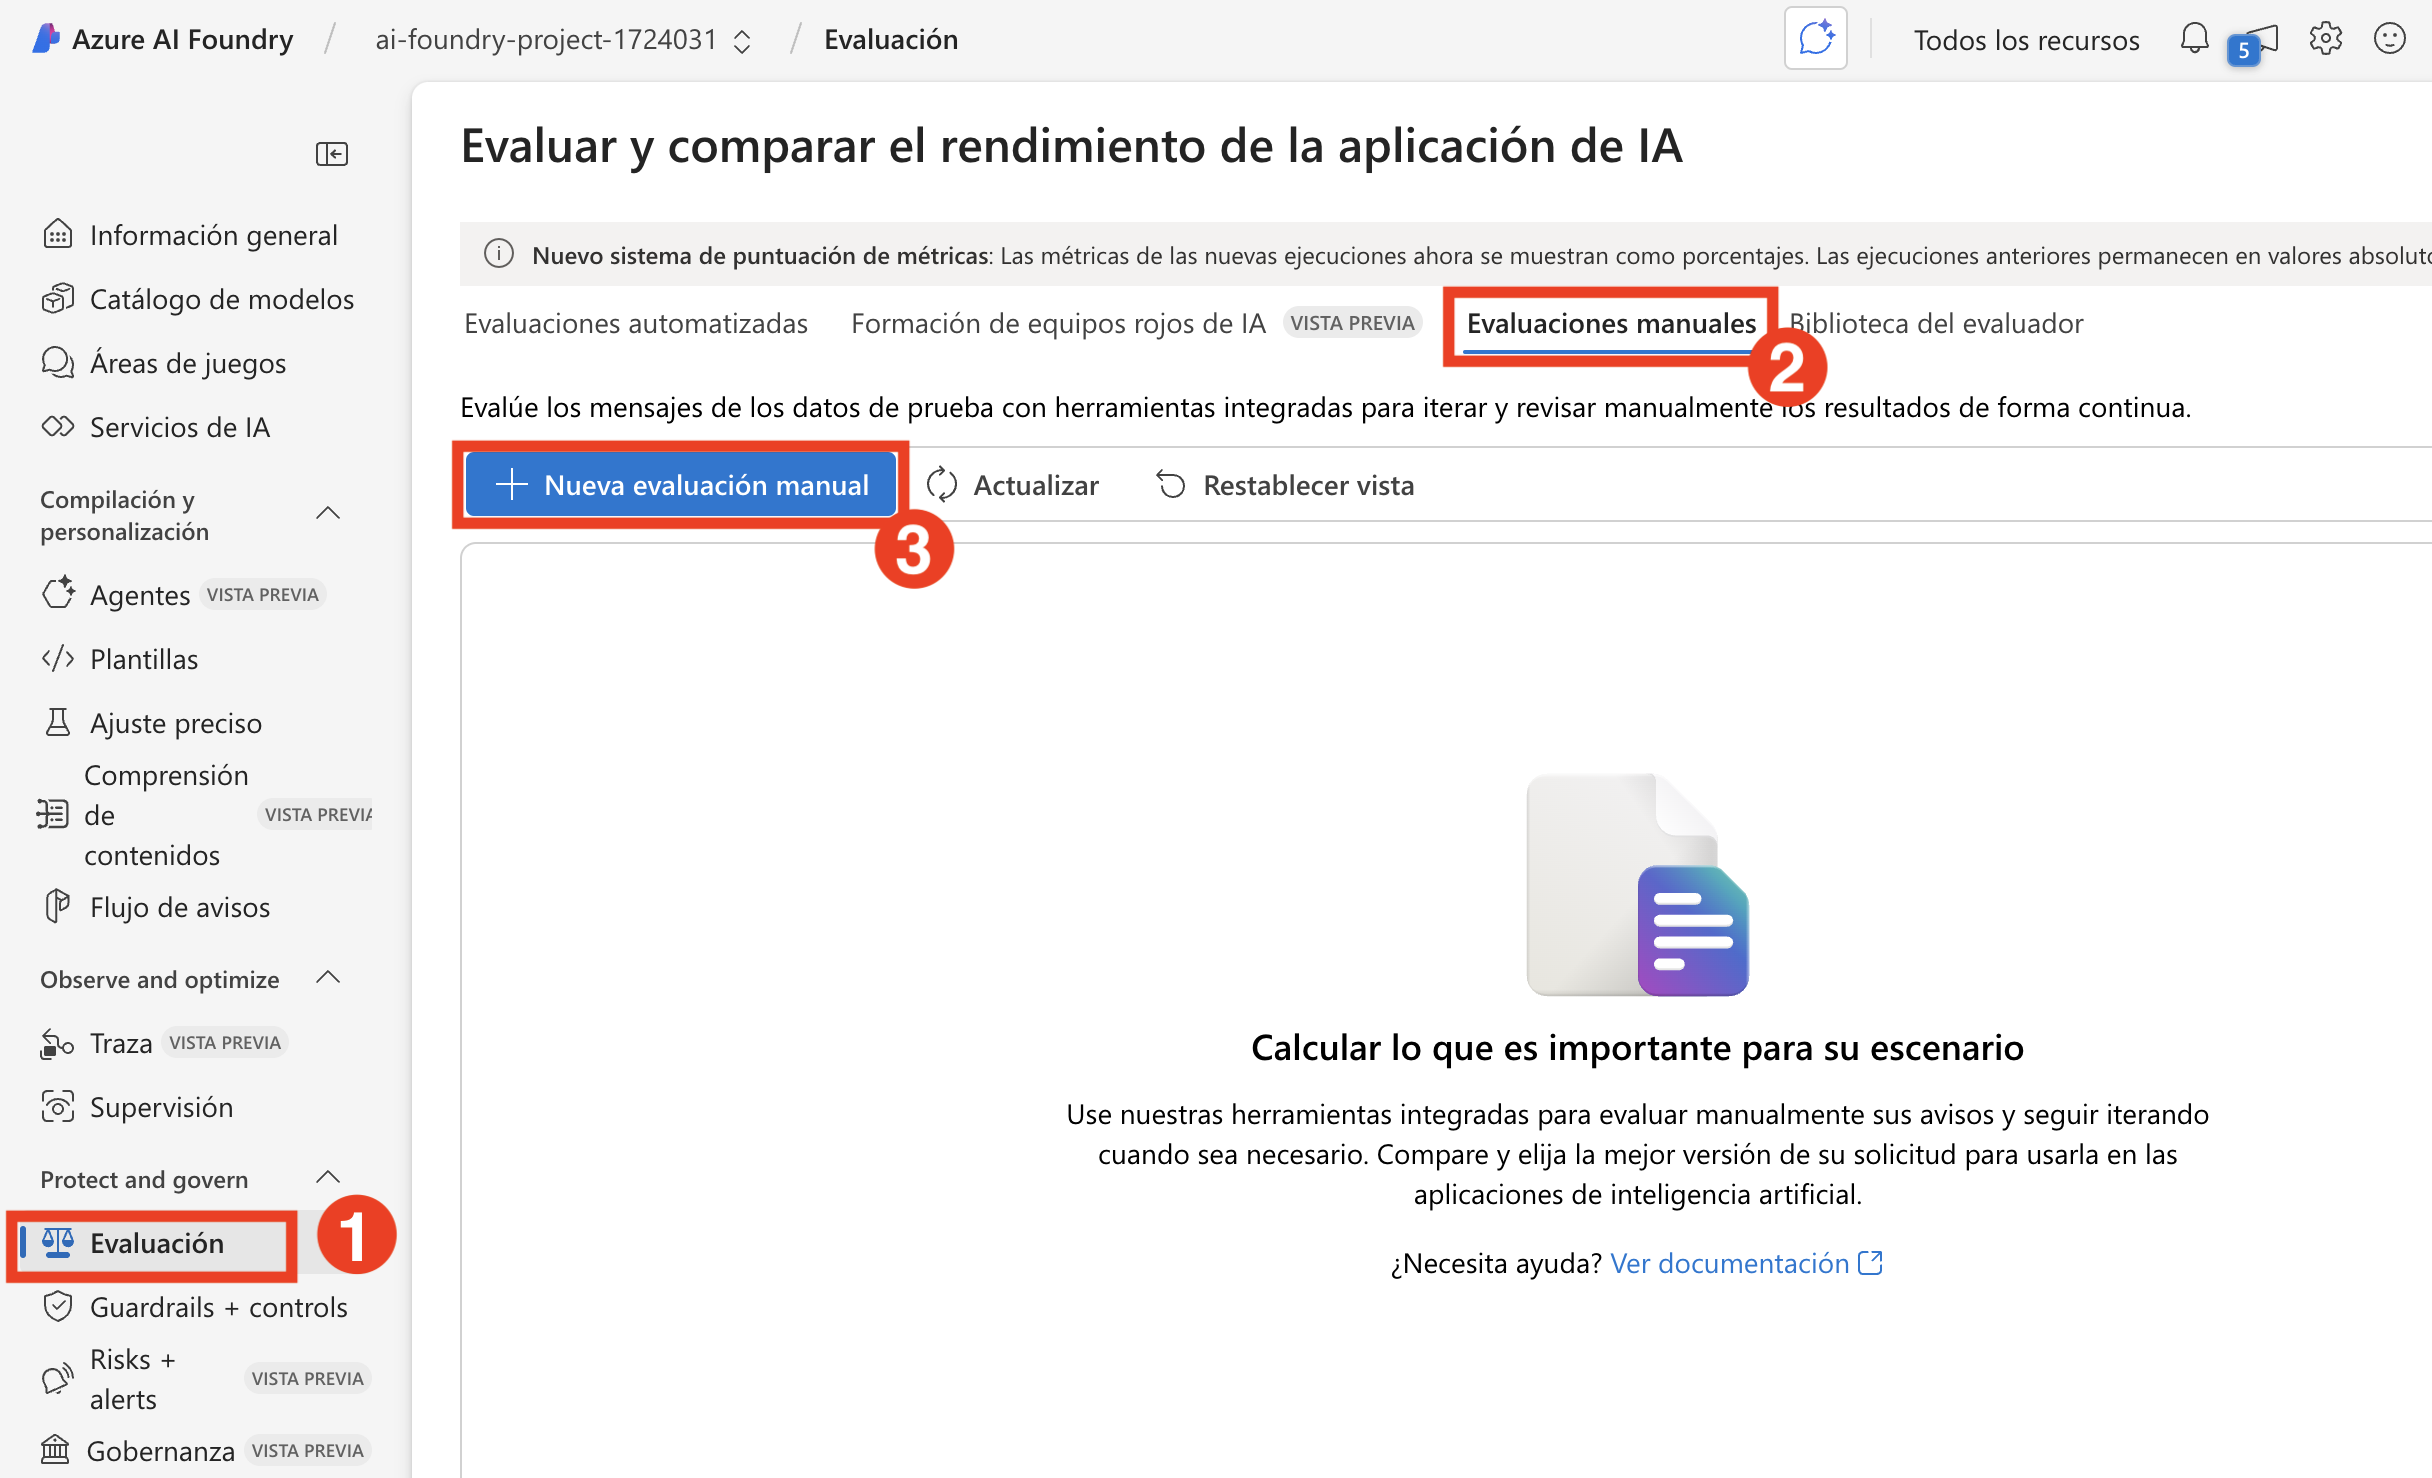 Azure AI Foundry / ai-foundry-project-1724031 / Evaluación
Todos los recursos
5
Evaluar y comparar el rendimiento de la aplicación de IA
Nuevo sistema de puntuación de métricas: Las métricas de las nuevas ejecuciones ahora se muestran como porcentajes. Las ejecuciones anteriores permanecen en valores
Evaluaciones automatizadas
Formación de equipos rojos de IA VISTA PREVIA
Evaluaciones manuales
2
Biblioteca del evaluador
Evalúe los mensajes de los datos de prueba con herramientas integradas para iterar y revisar manualmente los resultados de forma continua.
Nueva evaluación manual
3
Actualizar
Restablecer vista
Calcular lo que es importante para su escenario
Use nuestras herramientas integradas para evaluar manualmente sus avisos y seguir iterando
cuando sea necesario. Compare y elija la mejor versión de su solicitud para usarla en las
aplicaciones de inteligencia artificial.
¿Necesita ayuda? Ver documentación
Información general
Catálogo de modelos
Áreas de juegos
Servicios de IA
Compilación y
personalización
Agentes VISTA PREVIA
Plantillas
Ajuste preciso
Comprensión
de VISTA PREVIA
contenidos
Flujo de avisos
Observe and optimize
Traza VISTA PREVIA
Supervisión
Protect and govern
Evaluación
1
Guardrails + controls
Risks +
alerts VISTA PREVIA
Gobernanza VISTA PREVIA